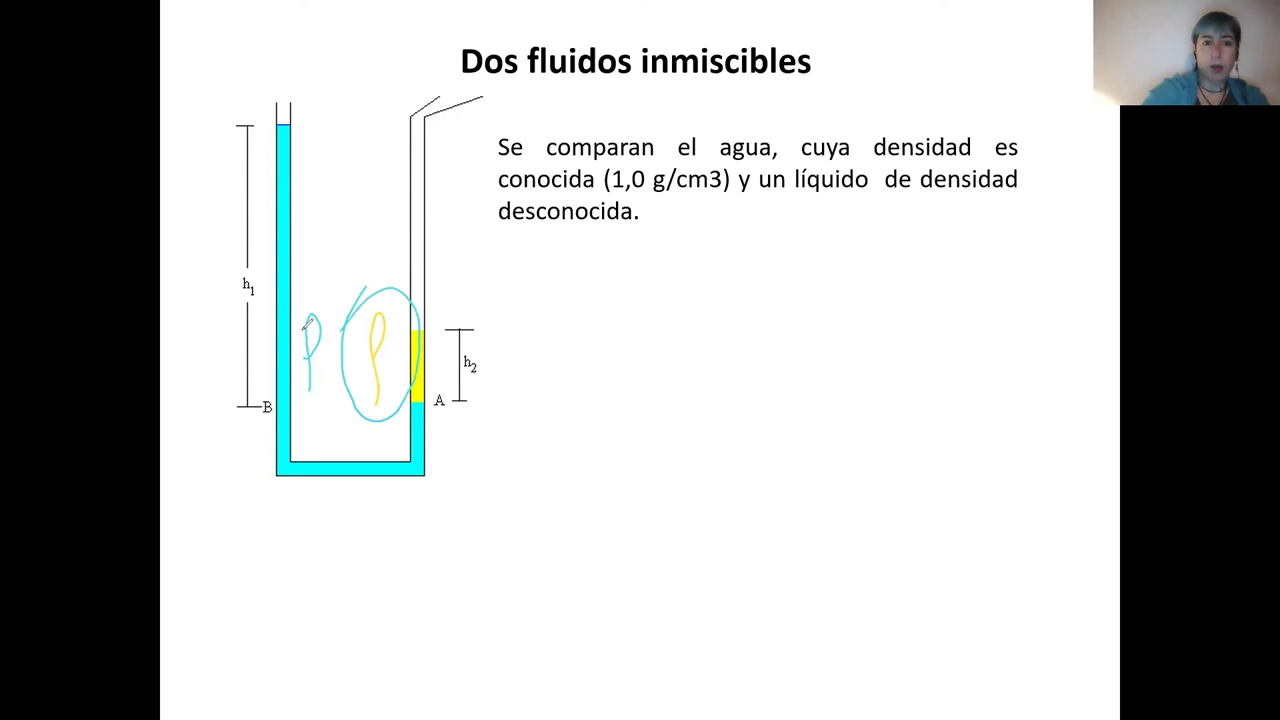 Dos fluidos inmiscibles
Se comparan el agua, cuya densidad es
conocida (1,0 g/cm3) y un líquido de densidad
desconocida.
h1
ρ ρ
h2
B
A